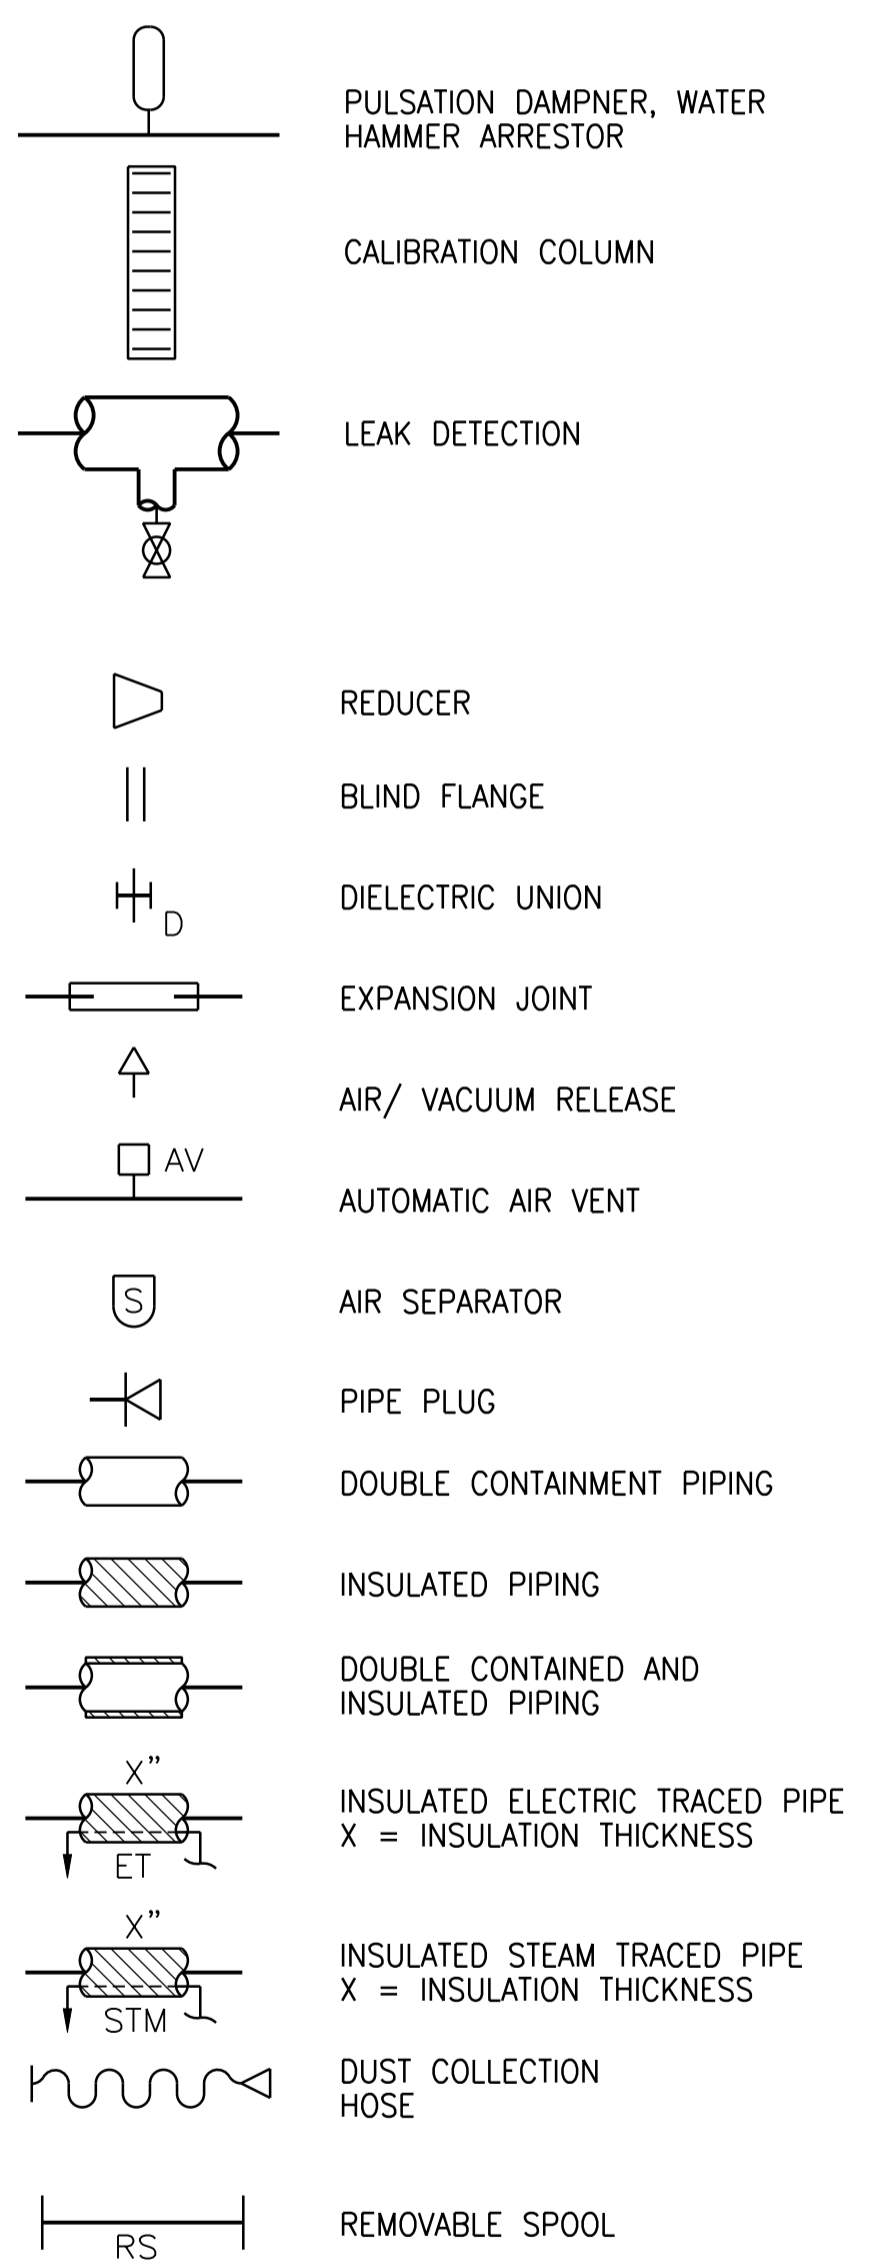 PULSATION DAMPNER, WATER
HAMMER ARRESTOR
CALIBRATION COLUMN
LEAK DETECTION
REDUCER
BLIND FLANGE
D
DIELECTRIC UNION
EXPANSION JOINT
AIR/ VACUUM RELEASE
AV
AUTOMATIC AIR VENT
S
AIR SEPARATOR
PIPE PLUG
DOUBLE CONTAINMENT PIPING
INSULATED PIPING
DOUBLE CONTAINED AND
INSULATED PIPING
X”
ET
INSULATED ELECTRIC TRACED PIPE
X = INSULATION THICKNESS
X”
STM
INSULATED STEAM TRACED PIPE
X = INSULATION THICKNESS
DUST COLLECTION
HOSE
RS
REMOVABLE SPOOL